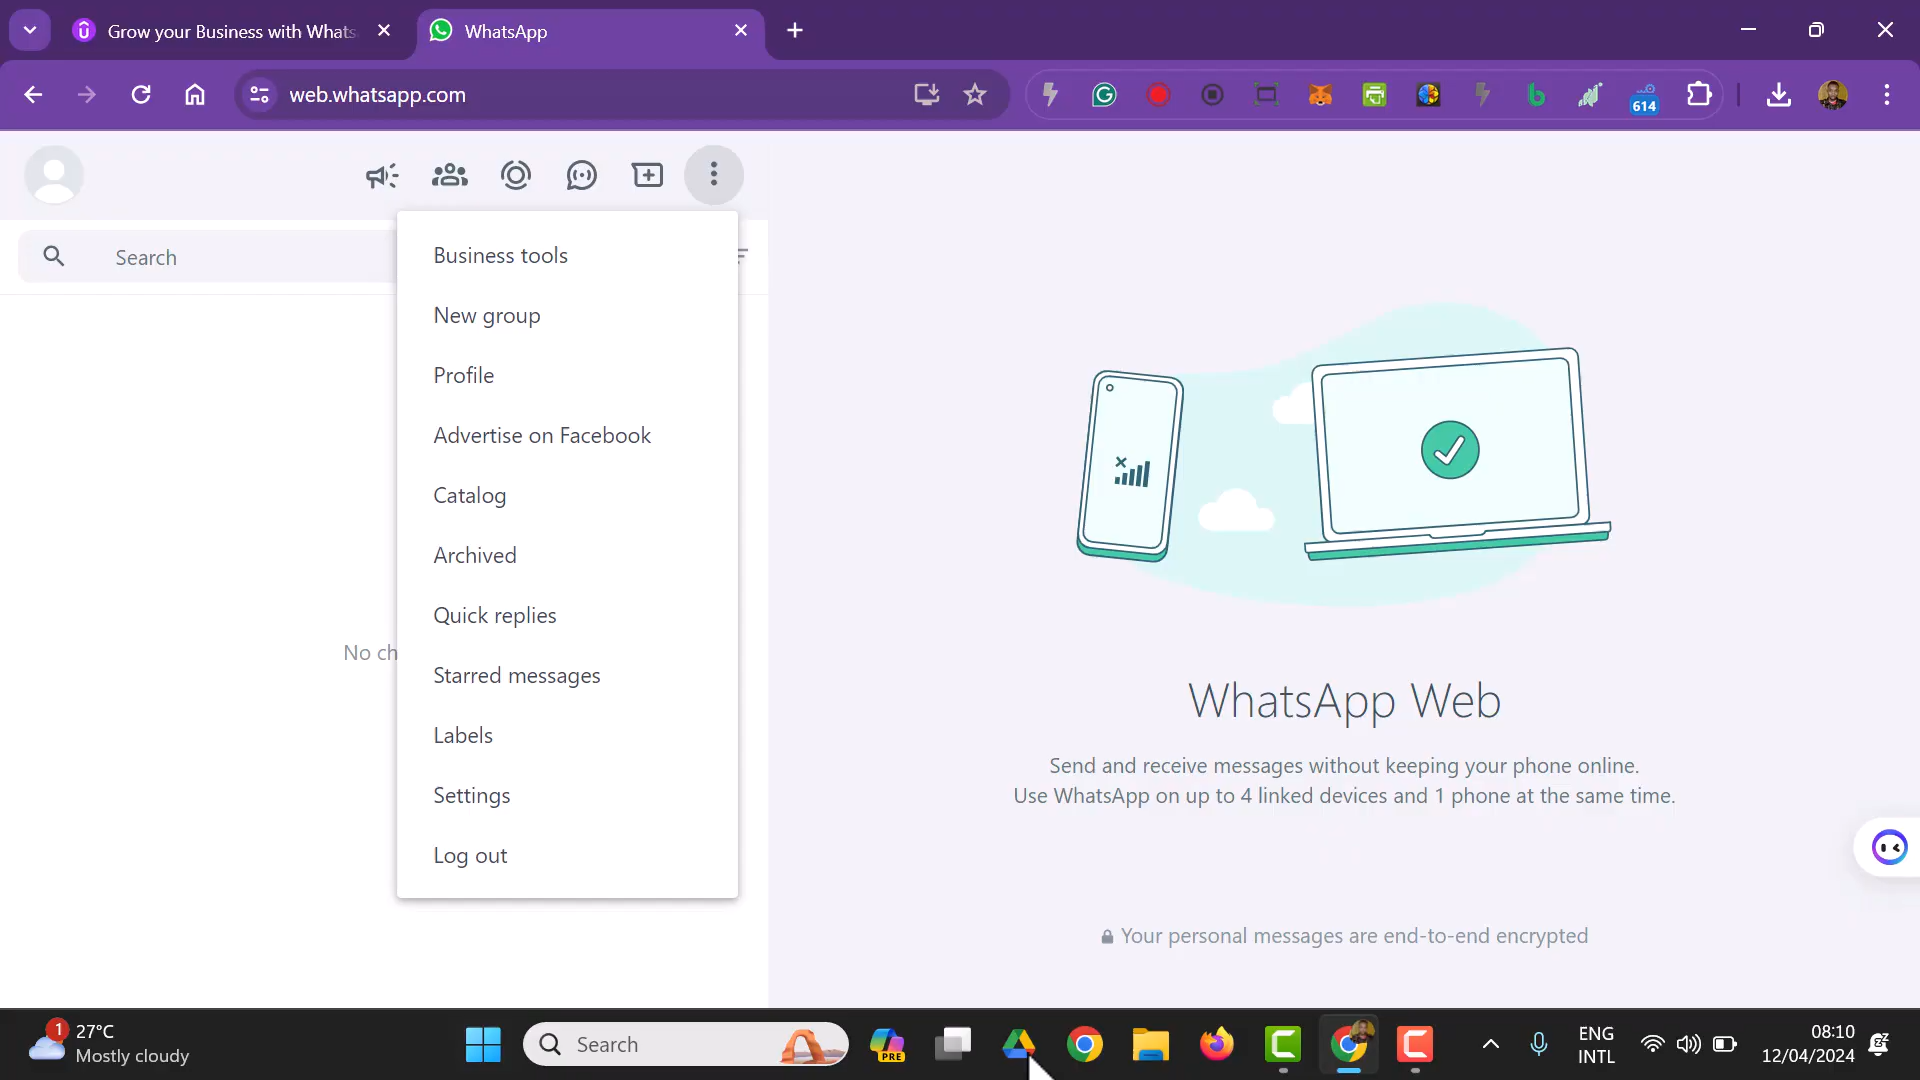 Grow your Business with Whats
WhatsApp
web.whatsapp.com
614
Search
Business tools
New group
Profile
Advertise on Facebook
Catalog
Archived
Quick replies
Starred messages
Labels
Settings
Log out
No ch
WhatsApp Web
Send and receive messages without keeping your phone online.
Use WhatsApp on up to 4 linked devices and 1 phone at the same time.
Your personal messages are end-to-end encrypted
1
27°C
Mostly cloudy
Search
PRE
ENG
INTL
08:10
12/04/2024